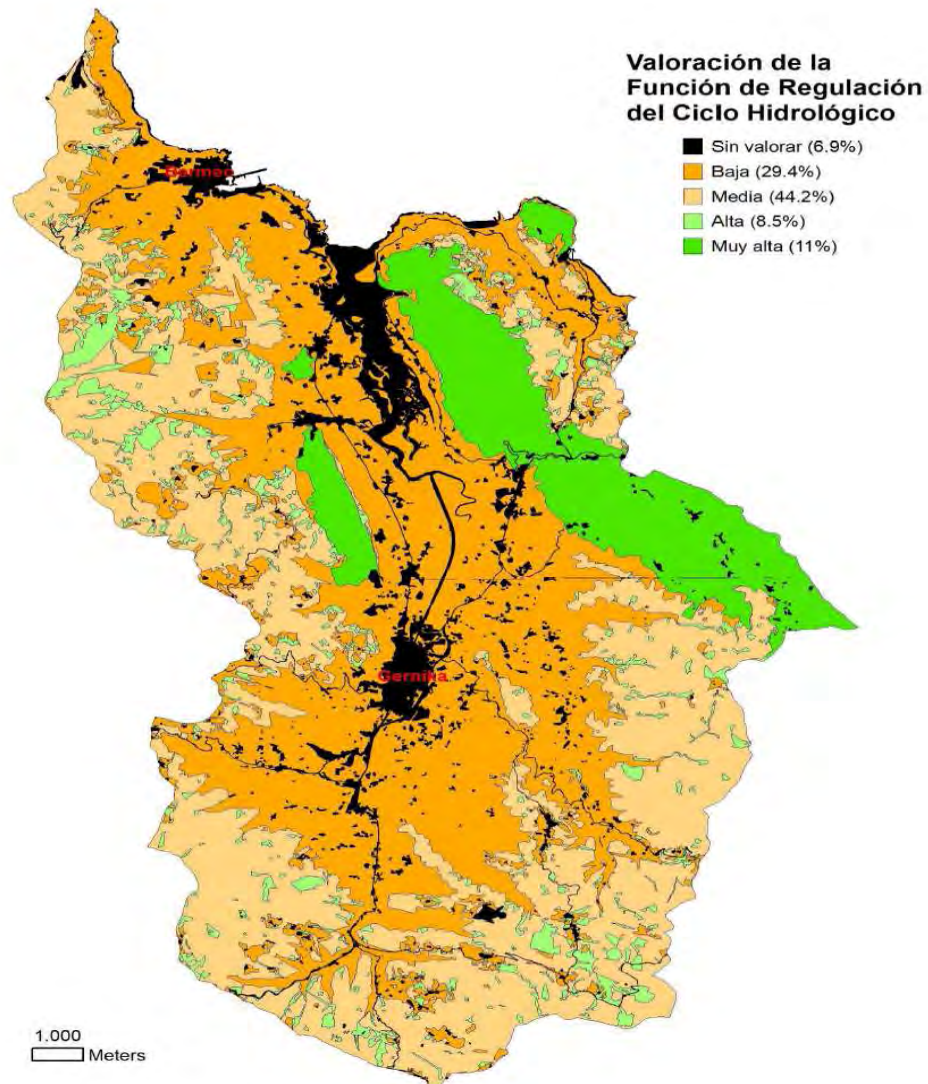 Valoración de la
Función de Regulación
del Ciclo Hidrológico
Sin valorar (6.9%)
Baja (29.4%)
Media (44.2%)
Alta (8.5%)
Muy alta (11%)
Bermeo
Gernika
1.000
Meters